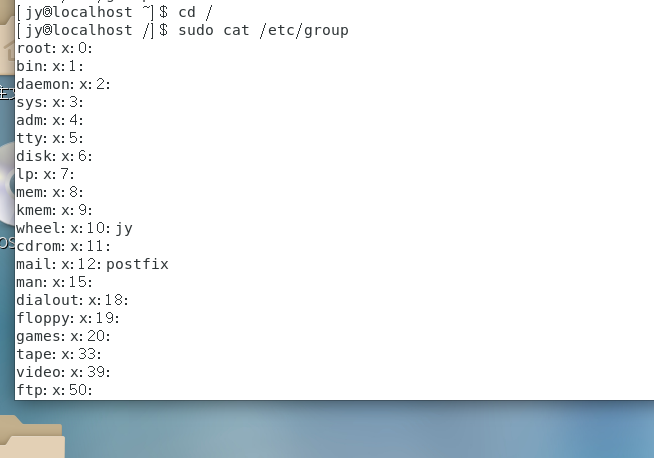 [jy@localhost ~]$ cd /
[jy@localhost /]$ sudo cat /etc/group
root:x:0:
bin:x:1:
daemon:x:2:
sys:x:3:
adm:x:4:
tty:x:5:
disk:x:6:
lp:x:7:
mem:x:8:
kmem:x:9:
wheel:x:10:jy
cdrom:x:11:
mail:x:12:postfix
man:x:15:
dialout:x:18:
floppy:x:19:
games:x:20:
tape:x:33:
video:x:39:
ftp:x:50: